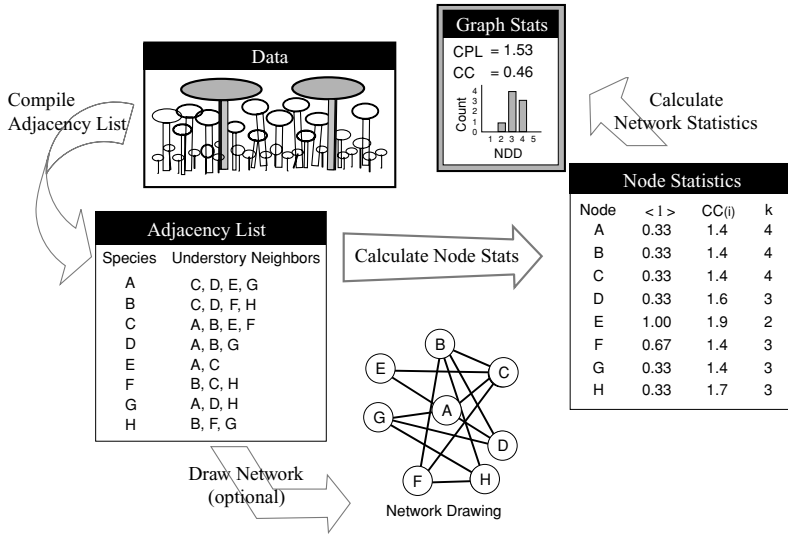 Data
Compile
Adjacency List
Graph Stats
CPL = 1.53
CC = 0.46
Count
4
3
2
1
0
1 2 3 4 5
NDD
Calculate
Network Statistics
Adjacency List
Species Understory Neighbors
A C, D, E, G
B C, D, F, H
C A, B, E, F
D A, B, G
E A, C
F B, C, H
G A, D, H
H B, F, G
Calculate Node Stats
Node Statistics
Node < l > CC(i) k
A 0.33 1.4 4
B 0.33 1.4 4
C 0.33 1.4 4
D 0.33 1.6 3
E 1.00 1.9 2
F 0.67 1.4 3
G 0.33 1.4 3
H 0.33 1.7 3
Draw Network
(optional)
B
E
C
G
A
D
F
H
Network Drawing